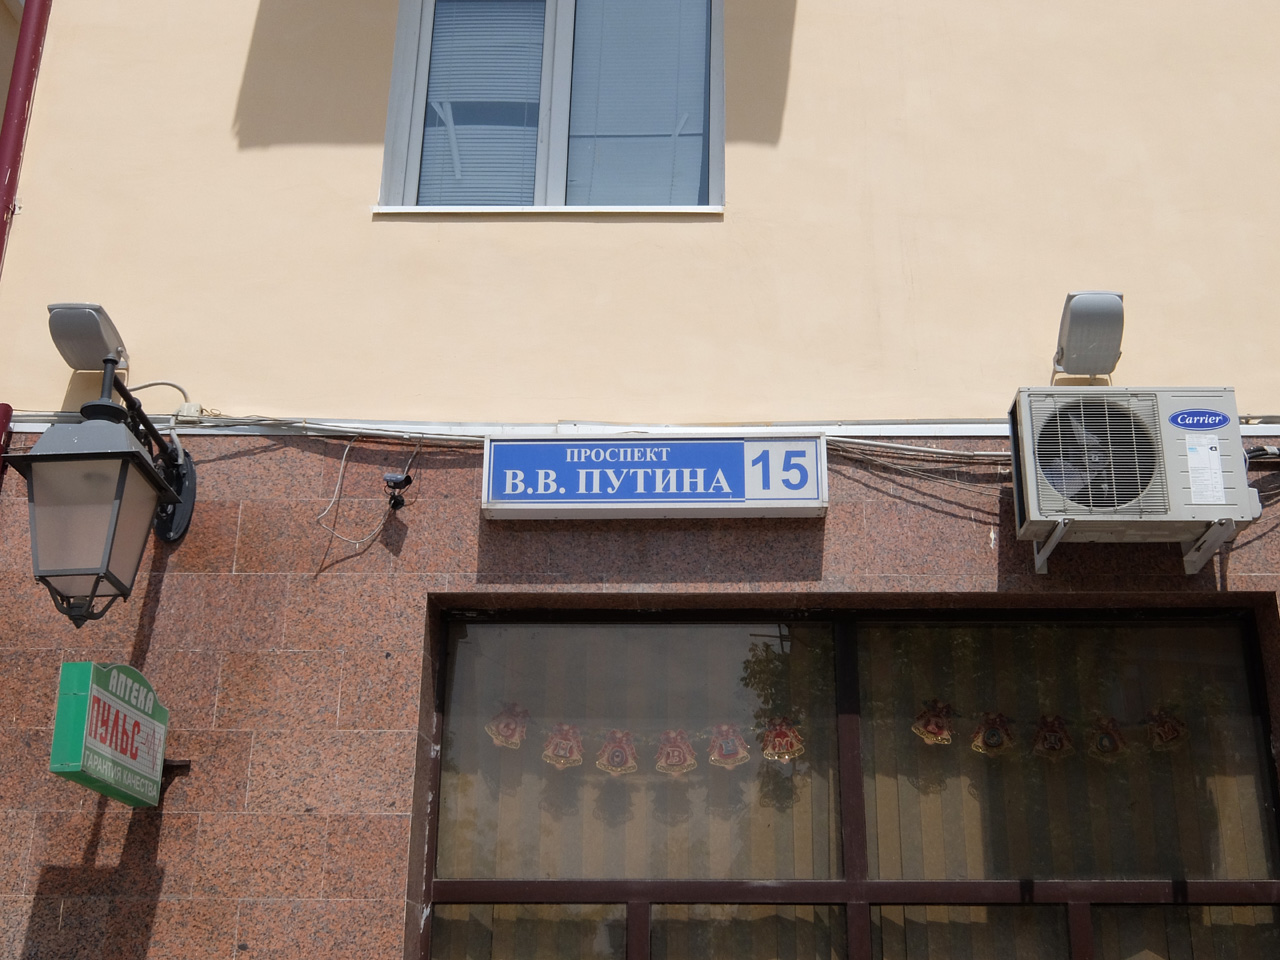 ПРОСПЕКТ
В.В. ПУТИНА
15
Carrier
АПТЕКА
ПУЛЬС
ГАРАНТИЯ КАЧЕСТВА